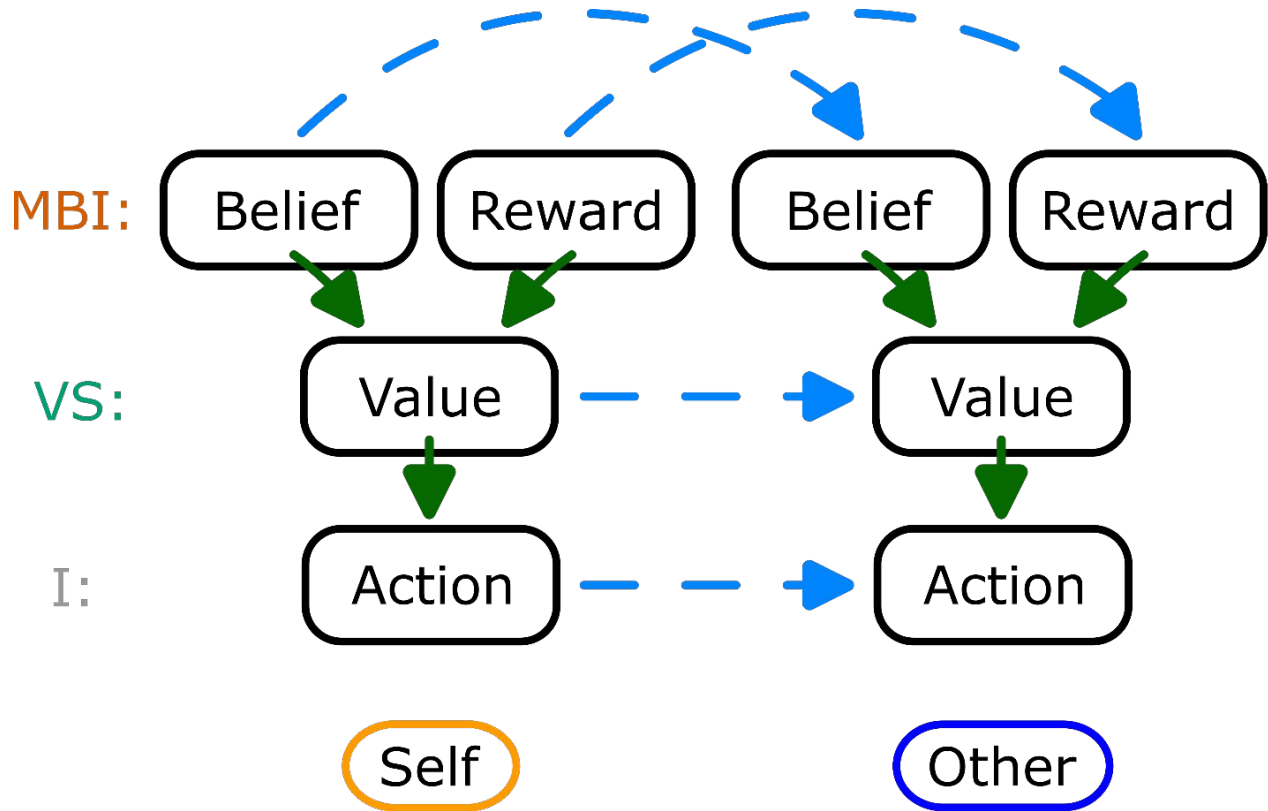 MBI: Belief Reward Belief Reward
VS: Value Value
I: Action Action
Self Other